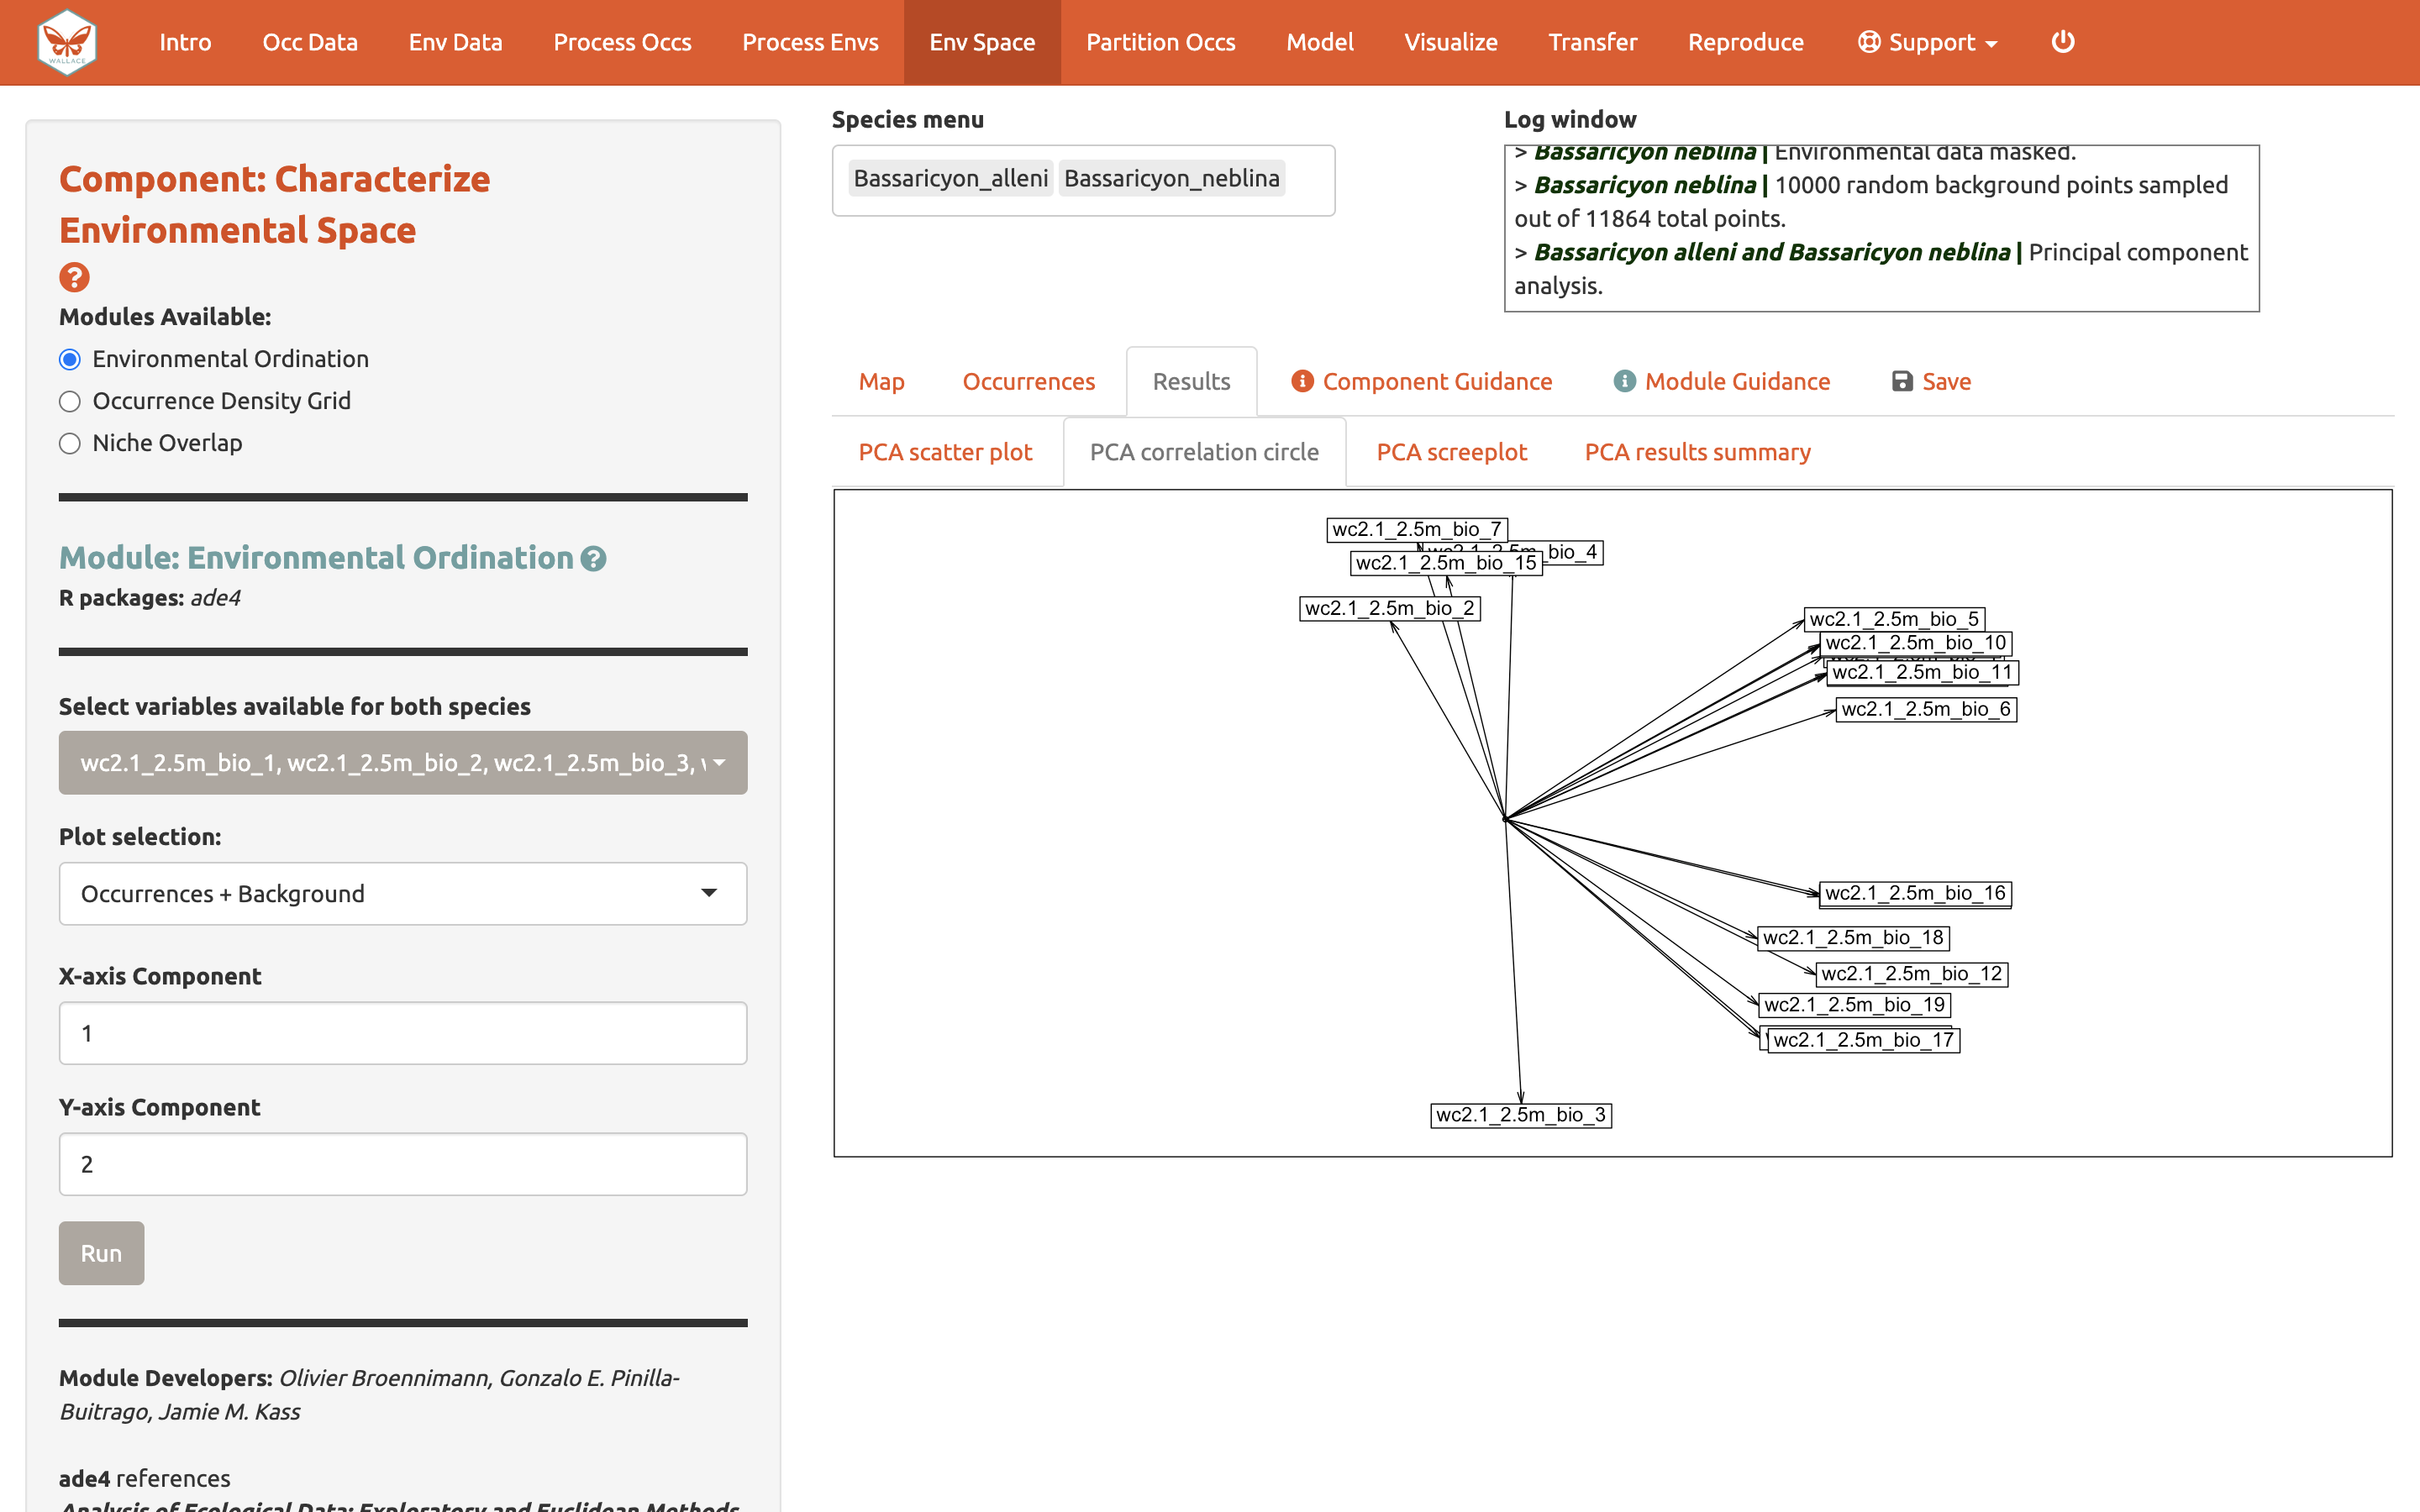 WALLACE
Intro
Occ Data
Env Data
Process Occs
Process Envs
Env Space
Partition Occs
Model
Visualize
Transfer
Reproduce
Support
Component: Characterize
Environmental Space
?
Modules Available:
Environmental Ordination
Occurrence Density Grid
Niche Overlap
Module: Environmental Ordination ?
R packages: ade4
Select variables available for both species
wc2.1_2.5m_bio_1, wc2.1_2.5m_bio_2, wc2.1_2.5m_bio_3,
Plot selection:
Occurrences + Background
X-axis Component
1
Y-axis Component
2
Run
Module Developers: Olivier Broennimann, Gonzalo E. Pinilla-
Buitrago, Jamie M. Kass
ade4 references
Analysis of Ecological Data: Exploratory and Euclidean Methods
Species menu
Bassaricyon_alleni Bassaricyon_neblina
Log window
> Bassaricyon neblina | Environmental data masked.
> Bassaricyon neblina | 10000 random background points sampled
out of 11864 total points.
> Bassaricyon alleni and Bassaricyon neblina | Principal component
analysis.
Map
Occurrences
Results
Component Guidance
Module Guidance
Save
PCA scatter plot
PCA correlation circle
PCA screeplot
PCA results summary
wc2.1_2.5m_bio_7
wc2.1_2.5m_bio_4
wc2.1_2.5m_bio_15
wc2.1_2.5m_bio_2
wc2.1_2.5m_bio_5
wc2.1_2.5m_bio_10
wc2.1_2.5m_bio_11
wc2.1_2.5m_bio_6
wc2.1_2.5m_bio_16
wc2.1_2.5m_bio_18
wc2.1_2.5m_bio_12
wc2.1_2.5m_bio_19
wc2.1_2.5m_bio_17
wc2.1_2.5m_bio_3